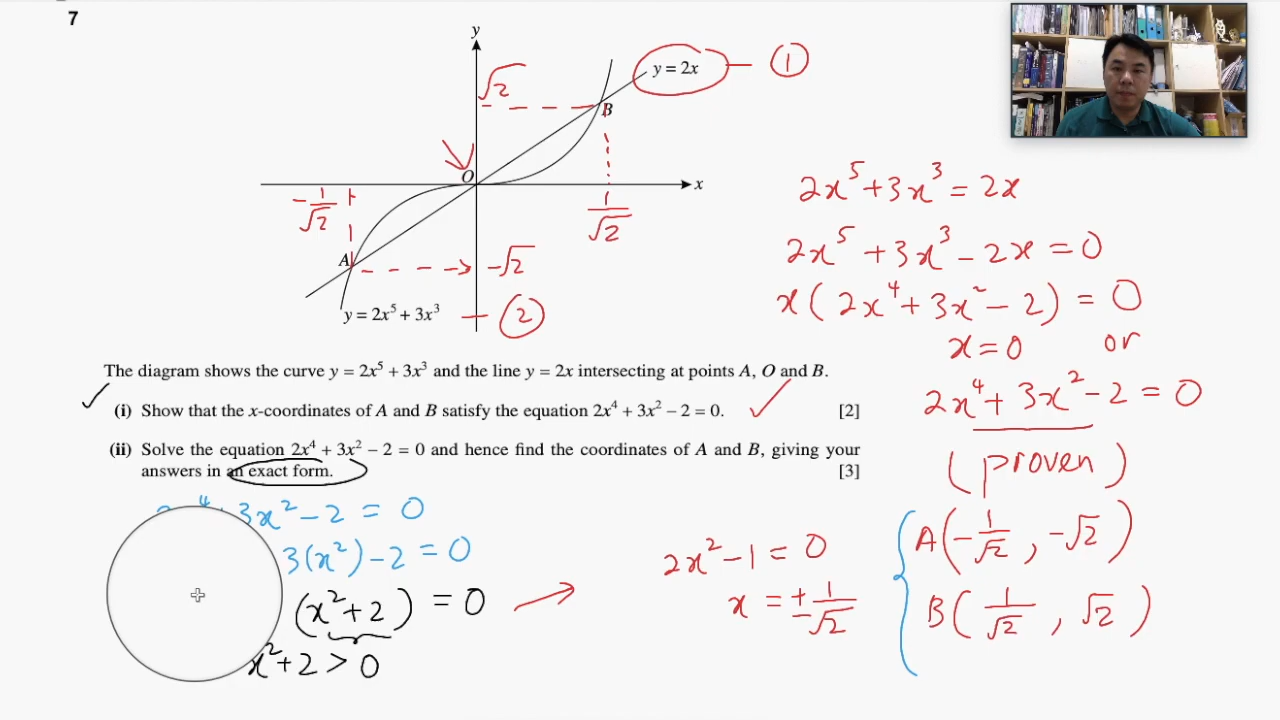 7
y
y = 2x — ①
√2
B
O
x
-1/√2
1/√2
A
-√2
y = 2x⁵ + 3x³ — ②
2x⁵ + 3x³ = 2x
2x⁵ + 3x³ - 2x = 0
x(2x⁴ + 3x² - 2) = 0
x = 0 or
2x⁴ + 3x² - 2 = 0
(proven)
The diagram shows the curve y = 2x⁵ + 3x³ and the line y = 2x intersecting at points A, O and B.
(i) Show that the x-coordinates of A and B satisfy the equation 2x⁴ + 3x² − 2 = 0. [2]
(ii) Solve the equation 2x⁴ + 3x² − 2 = 0 and hence find the coordinates of A and B, giving your
answers in an exact form. [3]
3x² - 2 = 0
3(x²) - 2 = 0
(x² + 2) = 0
x² + 2 > 0
2x² - 1 = 0
x = ± 1/√2
A(-1/√2, -√2)
B(1/√2, √2)